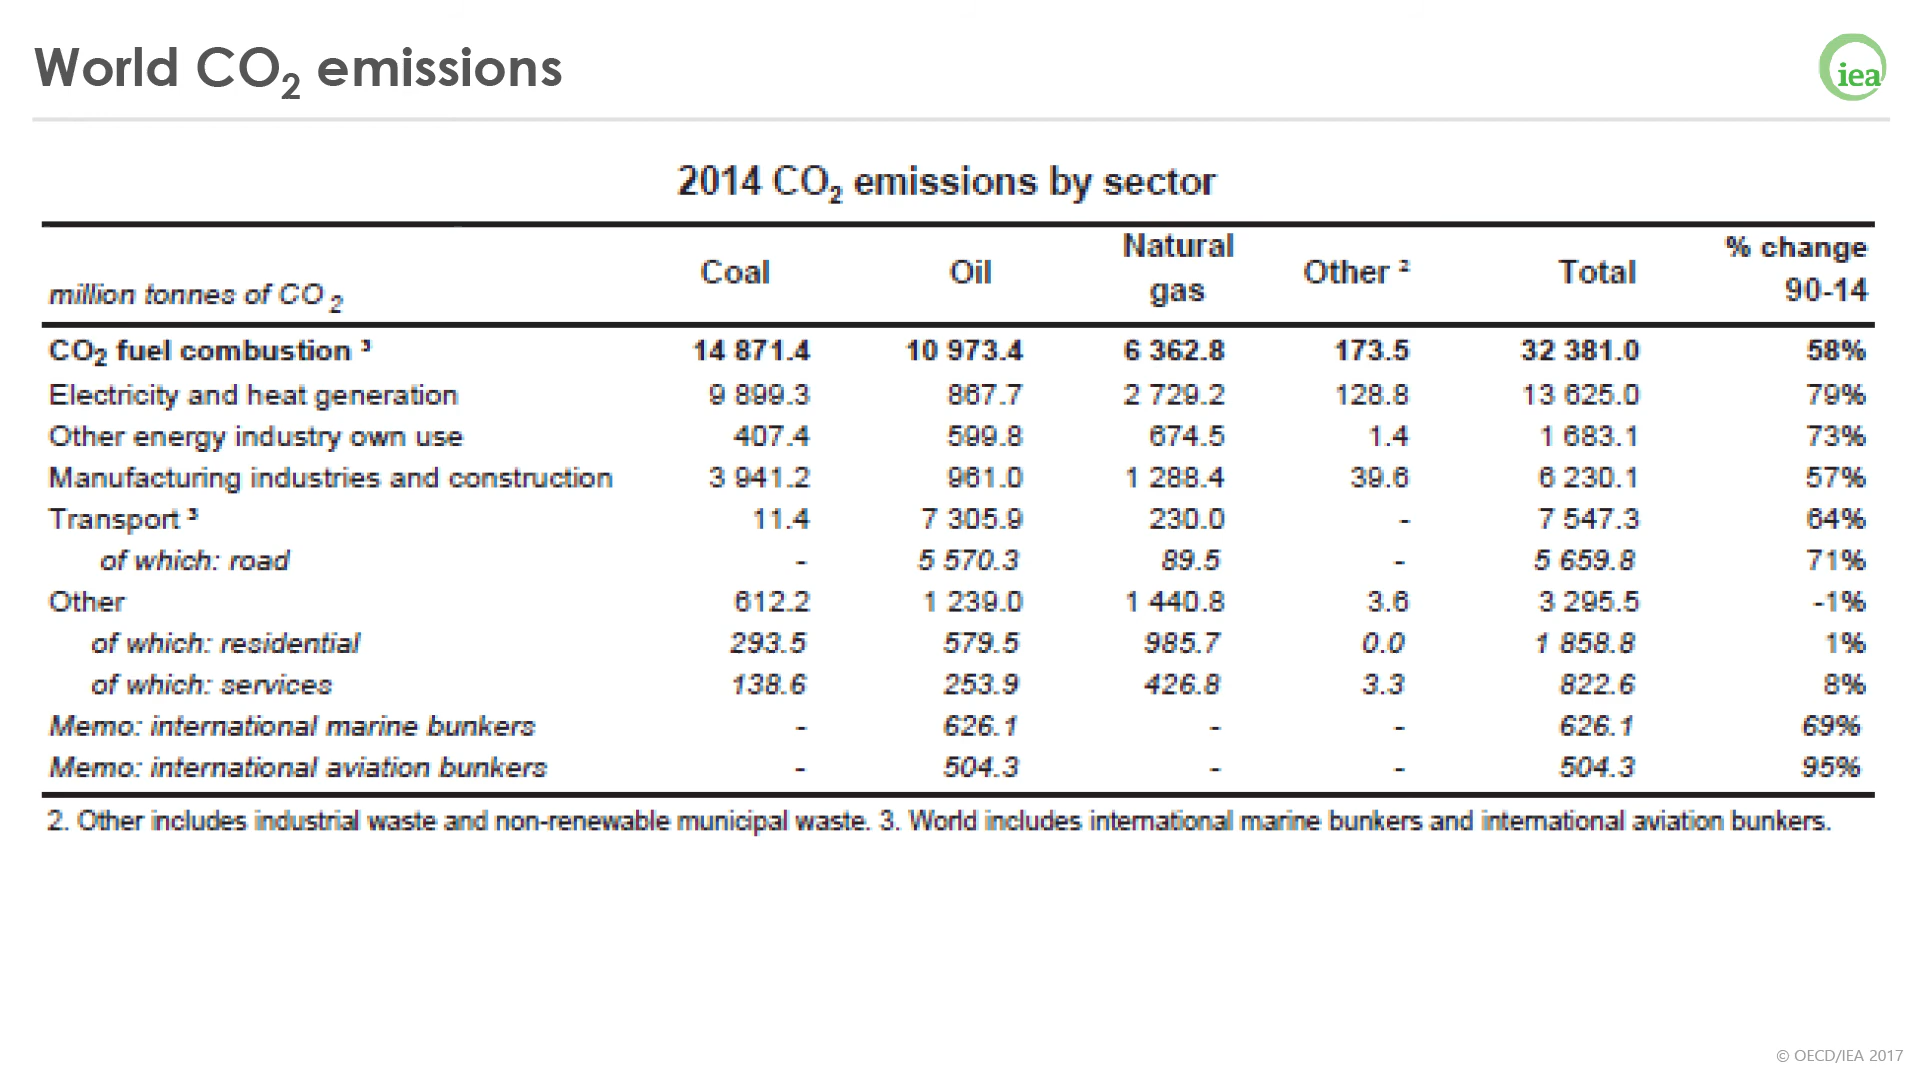 World CO₂ emissions
iea
2014 CO₂ emissions by sector
million tonnes of CO ₂ Coal Oil Natural gas Other ² Total % change 90-14
CO₂ fuel combustion ³ 14 871.4 10 973.4 6 362.8 173.5 32 381.0 58%
Electricity and heat generation 9 899.3 867.7 2 729.2 128.8 13 625.0 79%
Other energy industry own use 407.4 599.8 674.5 1.4 1 683.1 73%
Manufacturing industries and construction 3 941.2 961.0 1 288.4 39.6 6 230.1 57%
Transport ³ 11.4 7 305.9 230.0 - 7 547.3 64%
of which: road - 5 570.3 89.5 - 5 659.8 71%
Other 612.2 1 239.0 1 440.8 3.6 3 295.5 -1%
of which: residential 293.5 579.5 985.7 0.0 1 858.8 1%
of which: services 138.6 253.9 426.8 3.3 822.6 8%
Memo: international marine bunkers - 626.1 - - 626.1 69%
Memo: international aviation bunkers - 504.3 - - 504.3 95%
2. Other includes industrial waste and non-renewable municipal waste. 3. World includes international marine bunkers and international aviation bunkers.
© OECD/IEA 2017